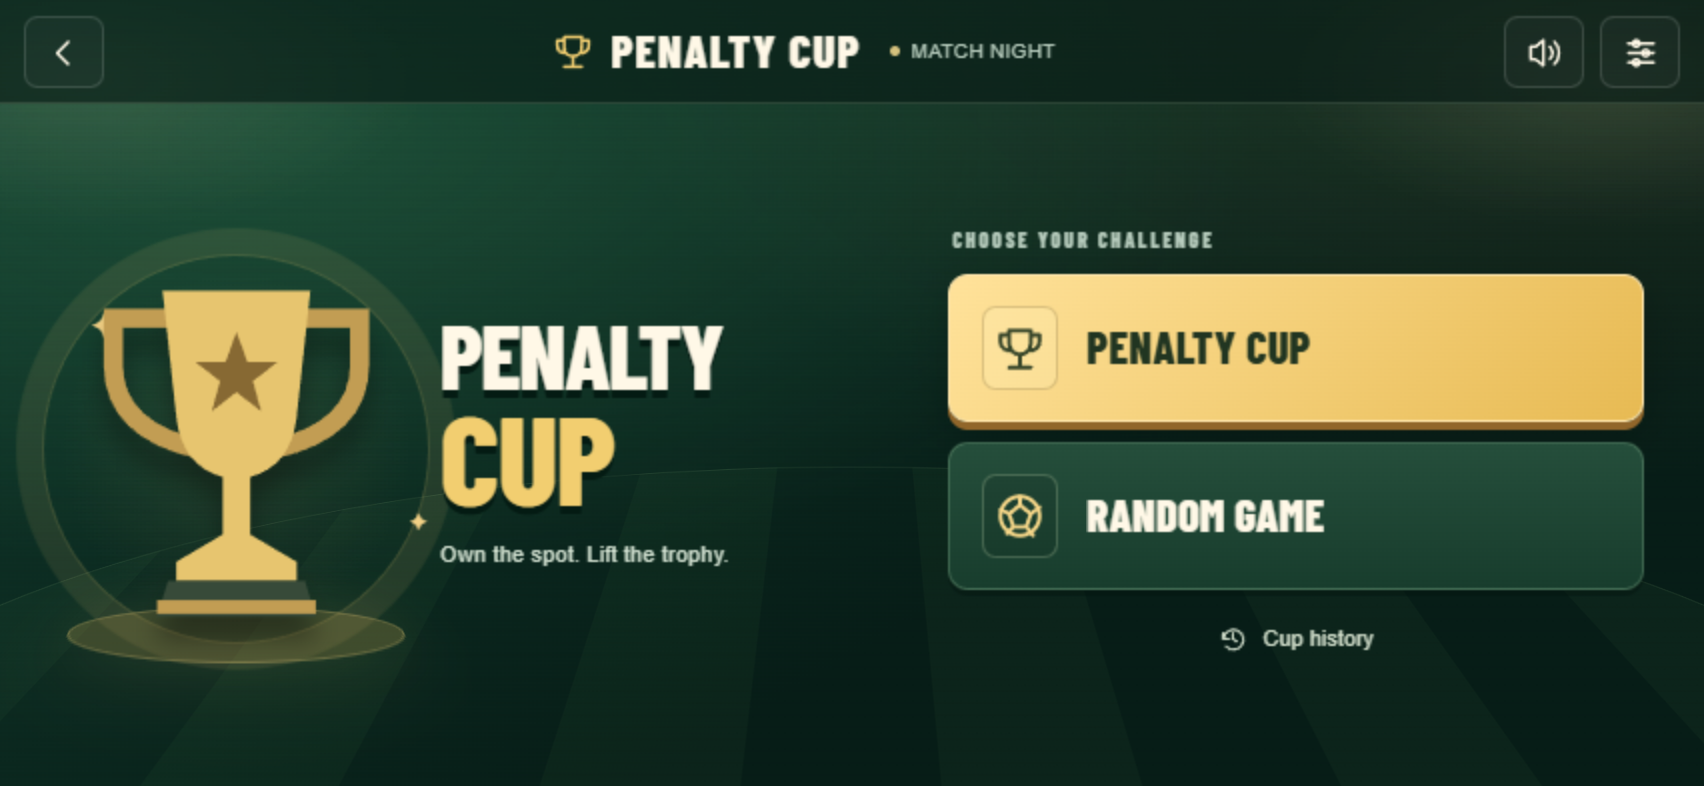 PENALTY CUP
MATCH NIGHT
PENALTY
CUP
Own the spot. Lift the trophy.
CHOOSE YOUR CHALLENGE
PENALTY CUP
RANDOM GAME
Cup history